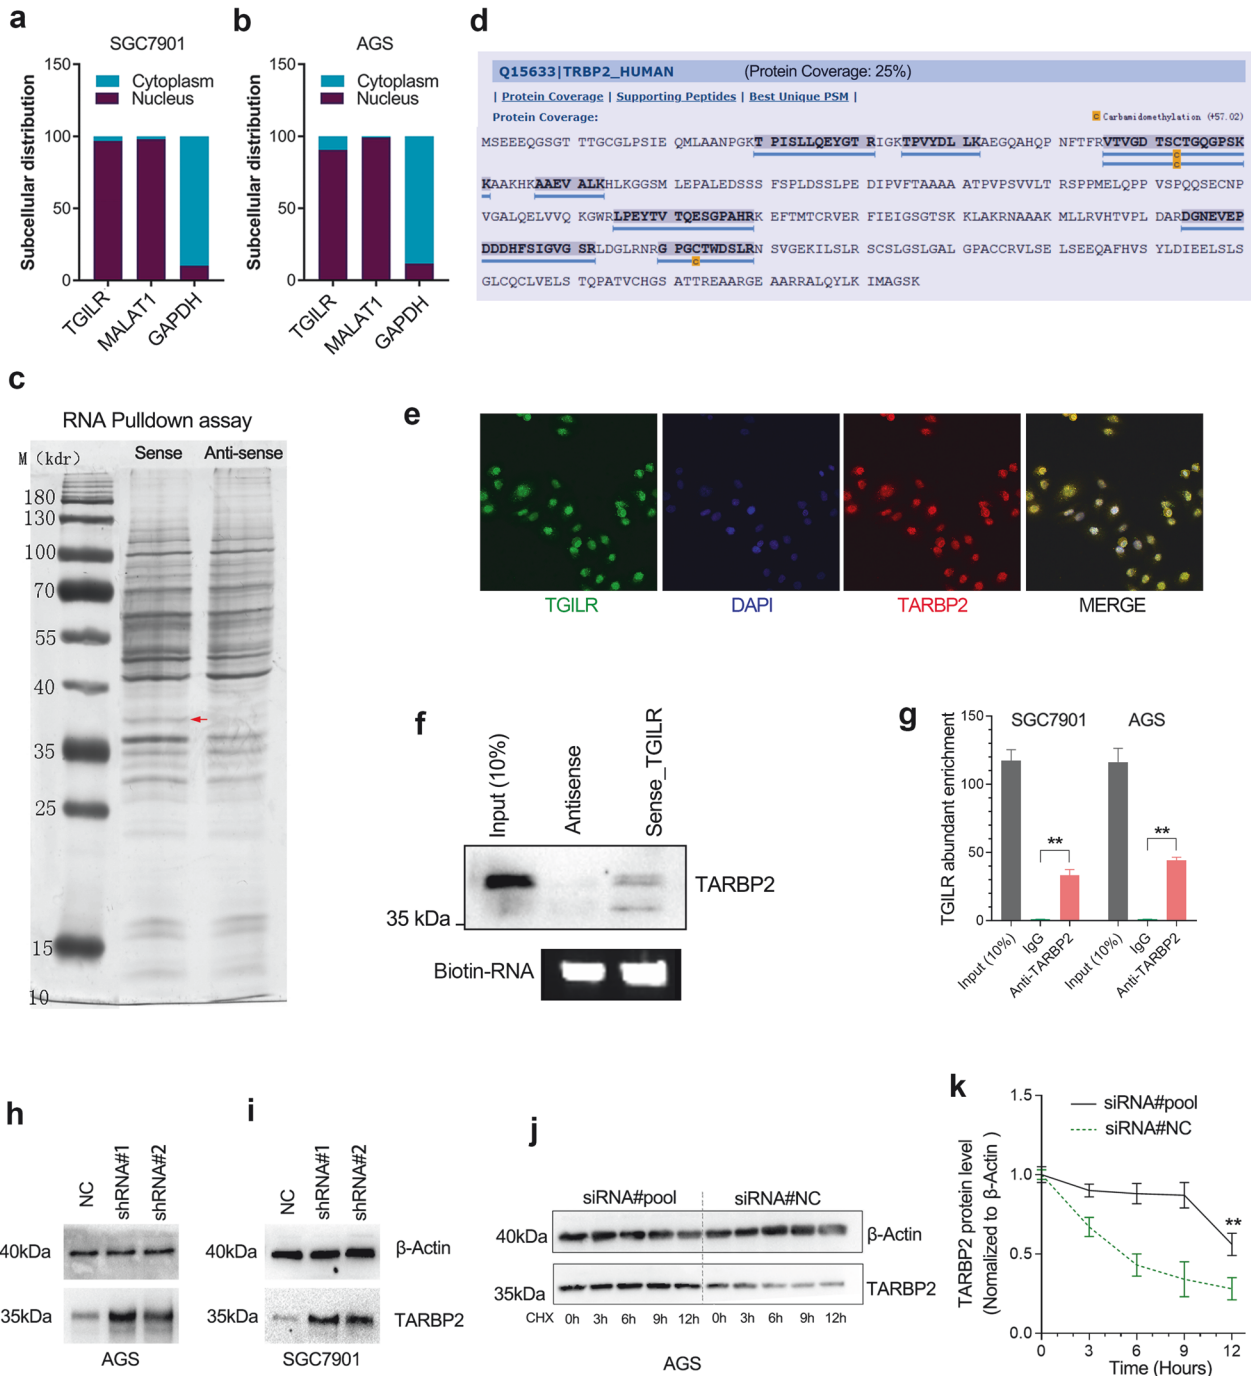 a
SGC7901
150
100
50
0
Subcellular distribution
Cytoplasm
Nucleus
TGILR
MALAT1
GAPDH
b
AGS
150
100
50
0
Subcellular distribution
Cytoplasm
Nucleus
TGILR
MALAT1
GAPDH
c
RNA Pulldown assay
M (kdr)
Sense
Anti-sense
180
130
100
70
55
40
35
25
15
10
d
Q15633|TRBP2_HUMAN (Protein Coverage: 25%)
| Protein Coverage | Supporting Peptides | Best Unique PSM |
Protein Coverage:
C Carbamidomethylation (+57.02)
MSEEEQGSGT TTGCGLPSIE QMLAANPGKT PISLLQEYGT RIGKTPVYDL LKAEGQAHQP NFTFRVTVGD TSCTGQGPSK
C
C
KAAKHKAAEV ALKHLKGGSM LEPALEDSSS FSPLDSSLPE DIPVFTAAAA ATPVPSVVLT RSPPMELQPP VSPQQSECNP
VGALQELVVQ KGWRLPEYTV TQESGPAHRK EFTMTCRVER FIEIGSGTSK KLAKRNAAAK MLLRVHTVPL DARDGNEVEP
DDDHFSIGVG SRLDGLRNRG PGCTWDSLRN SVGEKILSLR SCSLGSLGAL GPACCRVLSE LSEEQAFHVS YLDIEELSLS
C
GLCQCLVELS TQPATVCHGS ATTREAARGE AARRALQYLK IMAGSK
e
TGILR
DAPI
TARBP2
MERGE
f
Input (10%)
Antisense
Sense_TGILR
TARBP2
35 kDa
Biotin-RNA
g
SGC7901
AGS
150
100
50
0
TGILR abundant enrichment
**
**
Input (10%)
IgG
Anti-TARBP2
Input (10%)
IgG
Anti-TARBP2
h
NC
shRNA#1
shRNA#2
40kDa
35kDa
AGS
i
NC
shRNA#1
shRNA#2
40kDa
β-Actin
35kDa
TARBP2
SGC7901
j
siRNA#pool
siRNA#NC
40kDa
β-Actin
35kDa
TARBP2
CHX 0h 3h 6h 9h 12h 0h 3h 6h 9h 12h
AGS
k
1.5
1.0
0.5
0.0
TARBP2 protein level
(Nomalized to β-Actin )
siRNA#pool
siRNA#NC
**
0 3 6 9 12
Time (Hours)